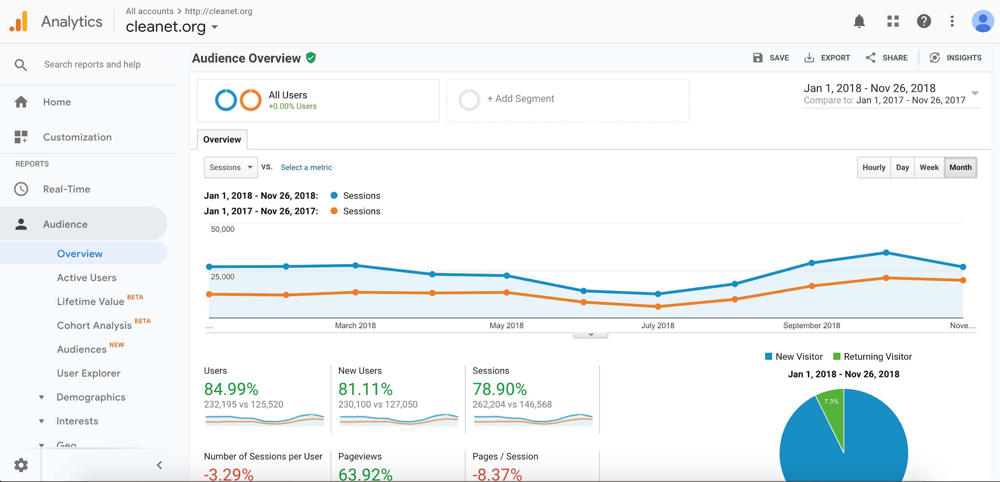 Analytics
All accounts > http://cleanet.org
cleanet.org
Search reports and help
Home
Customization
REPORTS
Real-Time
Audience
Overview
Active Users
Lifetime Value BETA
Cohort Analysis BETA
Audiences NEW
User Explorer
Demographics
Interests
Geo
Audience Overview
SAVE
EXPORT
SHARE
INSIGHTS
All Users
+0.00% Users
+ Add Segment
Jan 1, 2018 - Nov 26, 2018
Compare to: Jan 1, 2017 - Nov 26, 2017
Overview
Sessions
VS.
Select a metric
Hourly
Day
Week
Month
Jan 1, 2018 - Nov 26, 2018: Sessions
Jan 1, 2017 - Nov 26, 2017: Sessions
50,000
25,000
...
March 2018
May 2018
July 2018
September 2018
Nove...
Users
84.99%
232,195 vs 125,520
New Users
81.11%
230,100 vs 127,050
Sessions
78.90%
262,204 vs 146,568
Number of Sessions per User
-3.29%
Pageviews
63.92%
Pages / Session
-8.37%
New Visitor
Returning Visitor
Jan 1, 2018 - Nov 26, 2018
7.3%